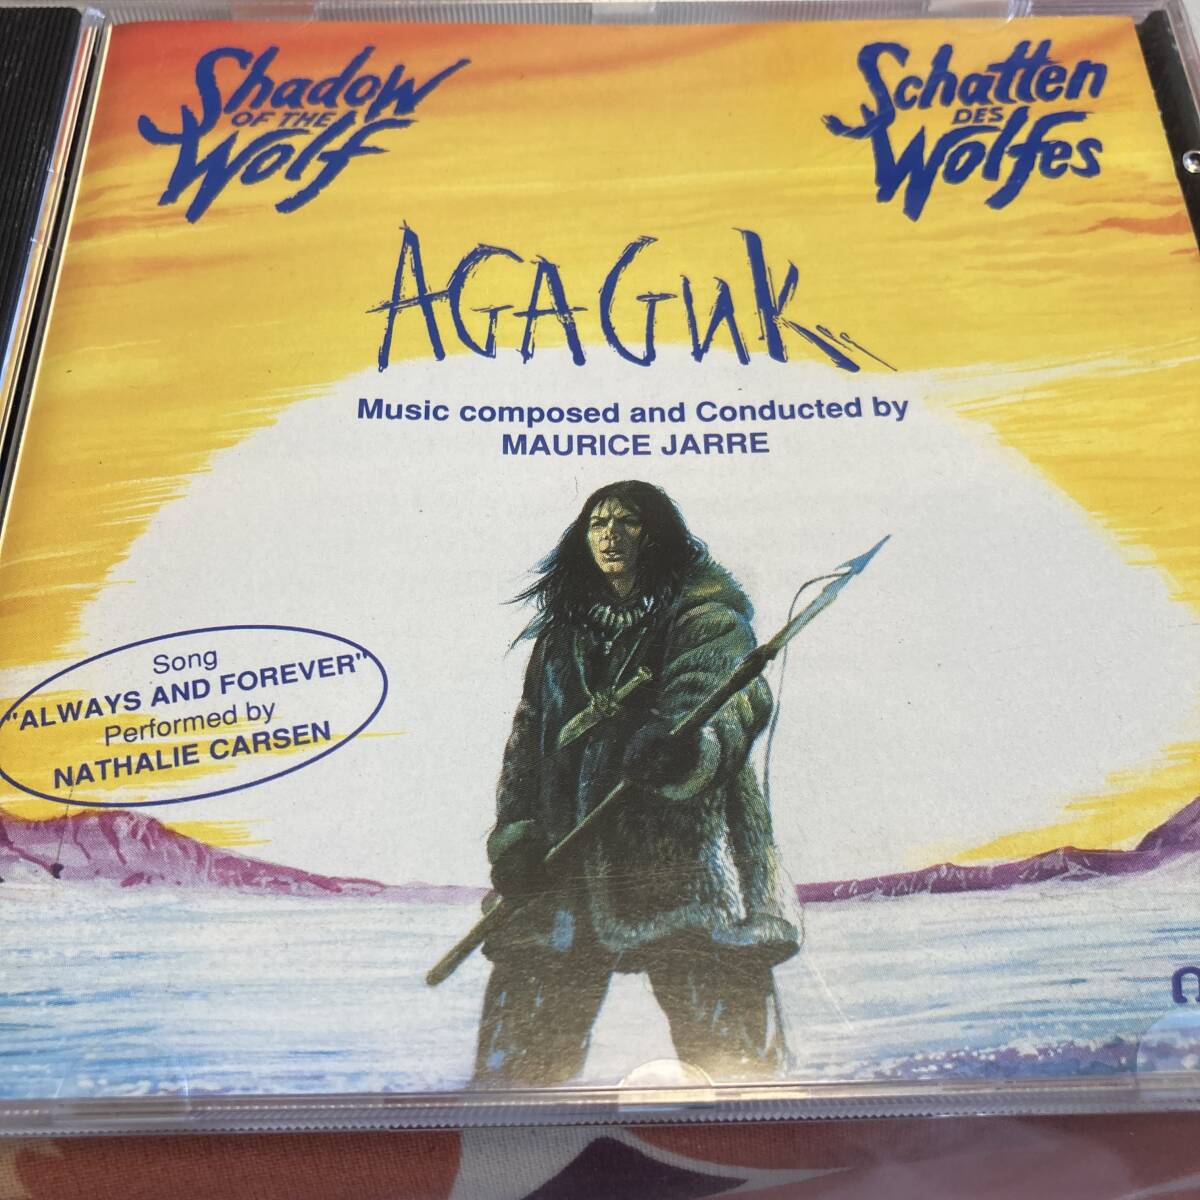 Shadow
OF THE
Wolf
Schatten
DES
Wolfes
AGAGUK
Music composed and Conducted by
MAURICE JARRE
Song
"ALWAYS AND FOREVER"
Performed by
NATHALIE CARSEN